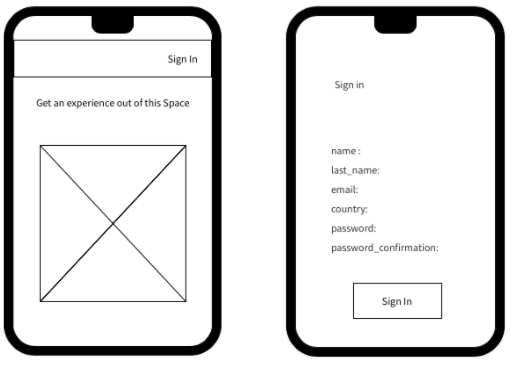 Sign In
Get an experience out of this Space
Sign in
name :
last_name:
email:
country:
password:
password_confirmation:
Sign In